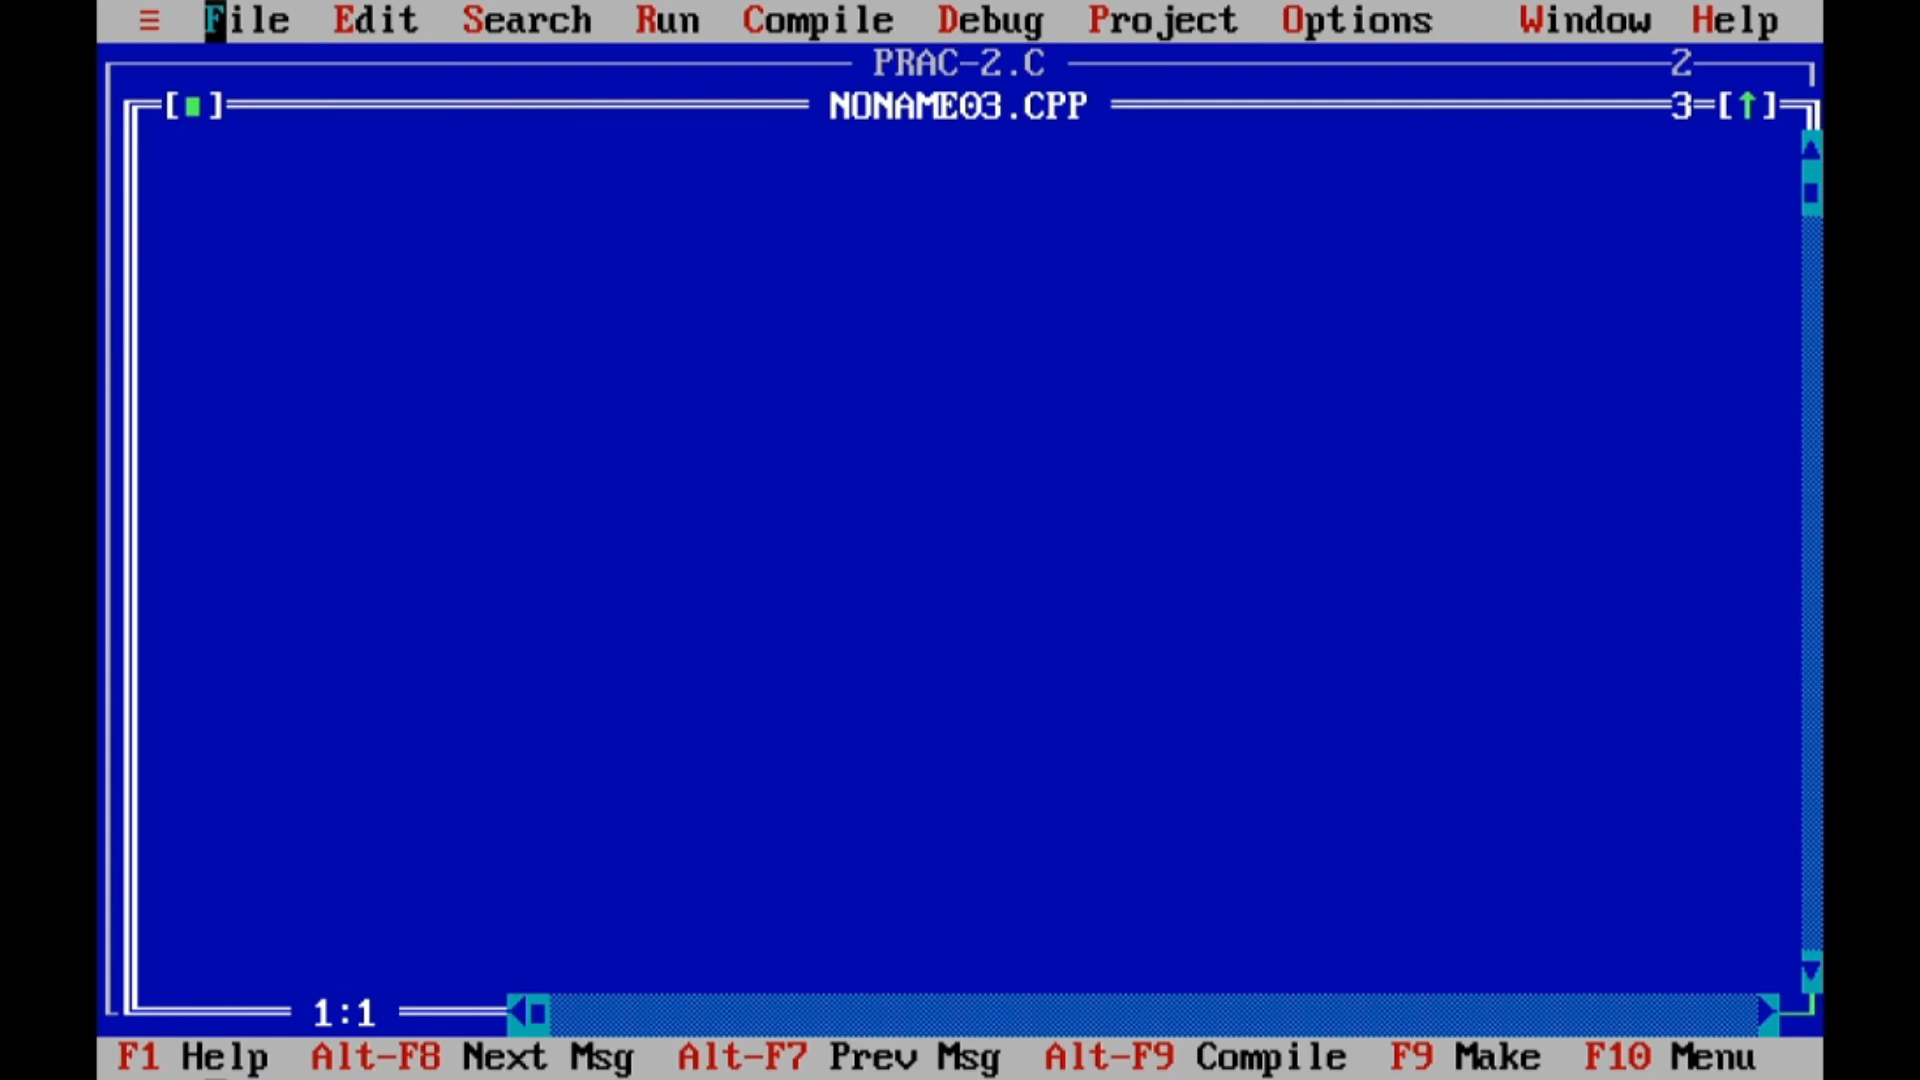 ≡ File Edit Search Run Compile Debug Project Options Window Help
PRAC-2.C 2
[■] NONAME03.CPP 3=[↑]
1:1
F1 Help Alt-F8 Next Msg Alt-F7 Prev Msg Alt-F9 Compile F9 Make F10 Menu